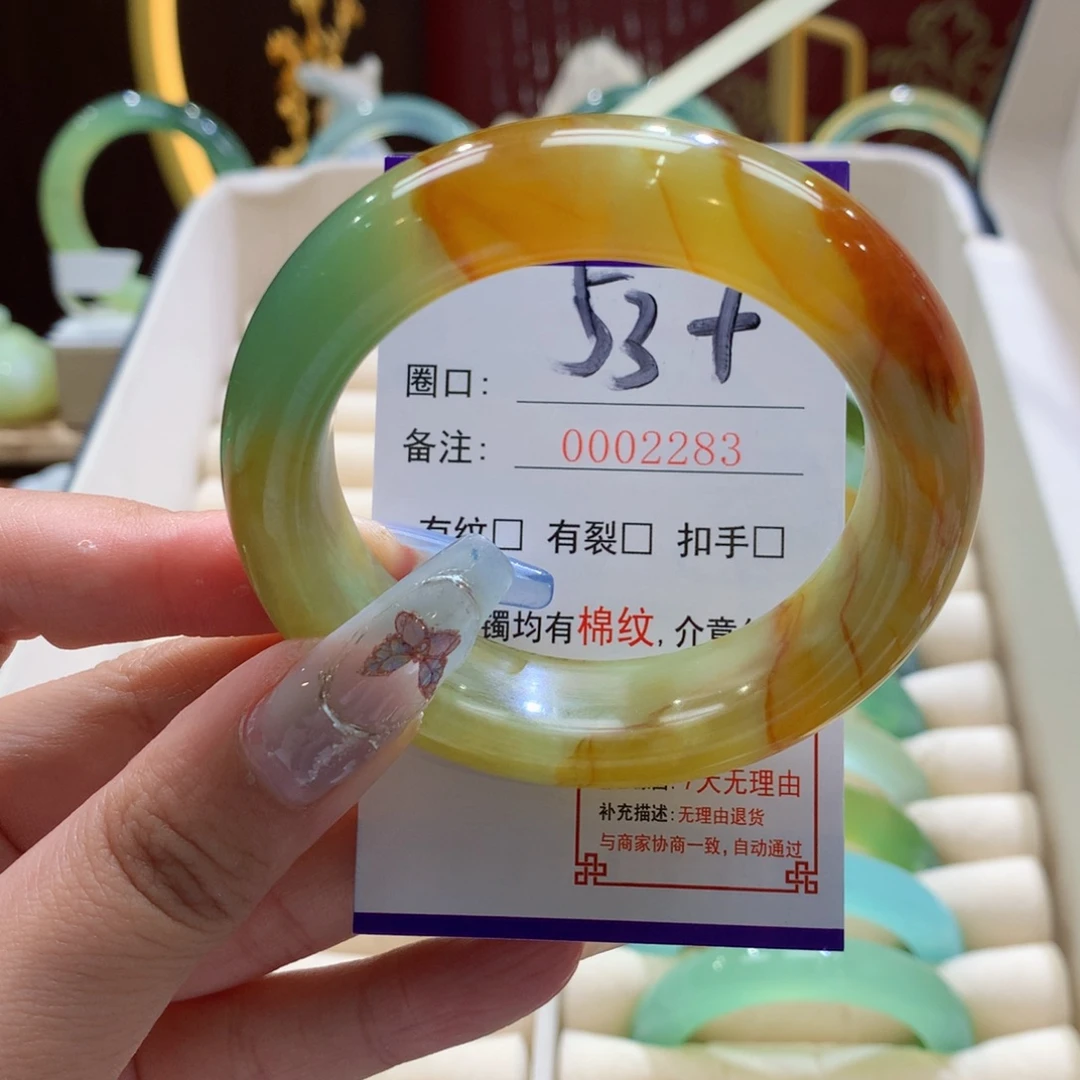 53+
圈口:
备注: 0002283
有纹□ 有裂□ 扣手□
镯均有棉纹, 介意
7天无理由
补充描述: 无理由退货
与商家协商一致, 自动通过